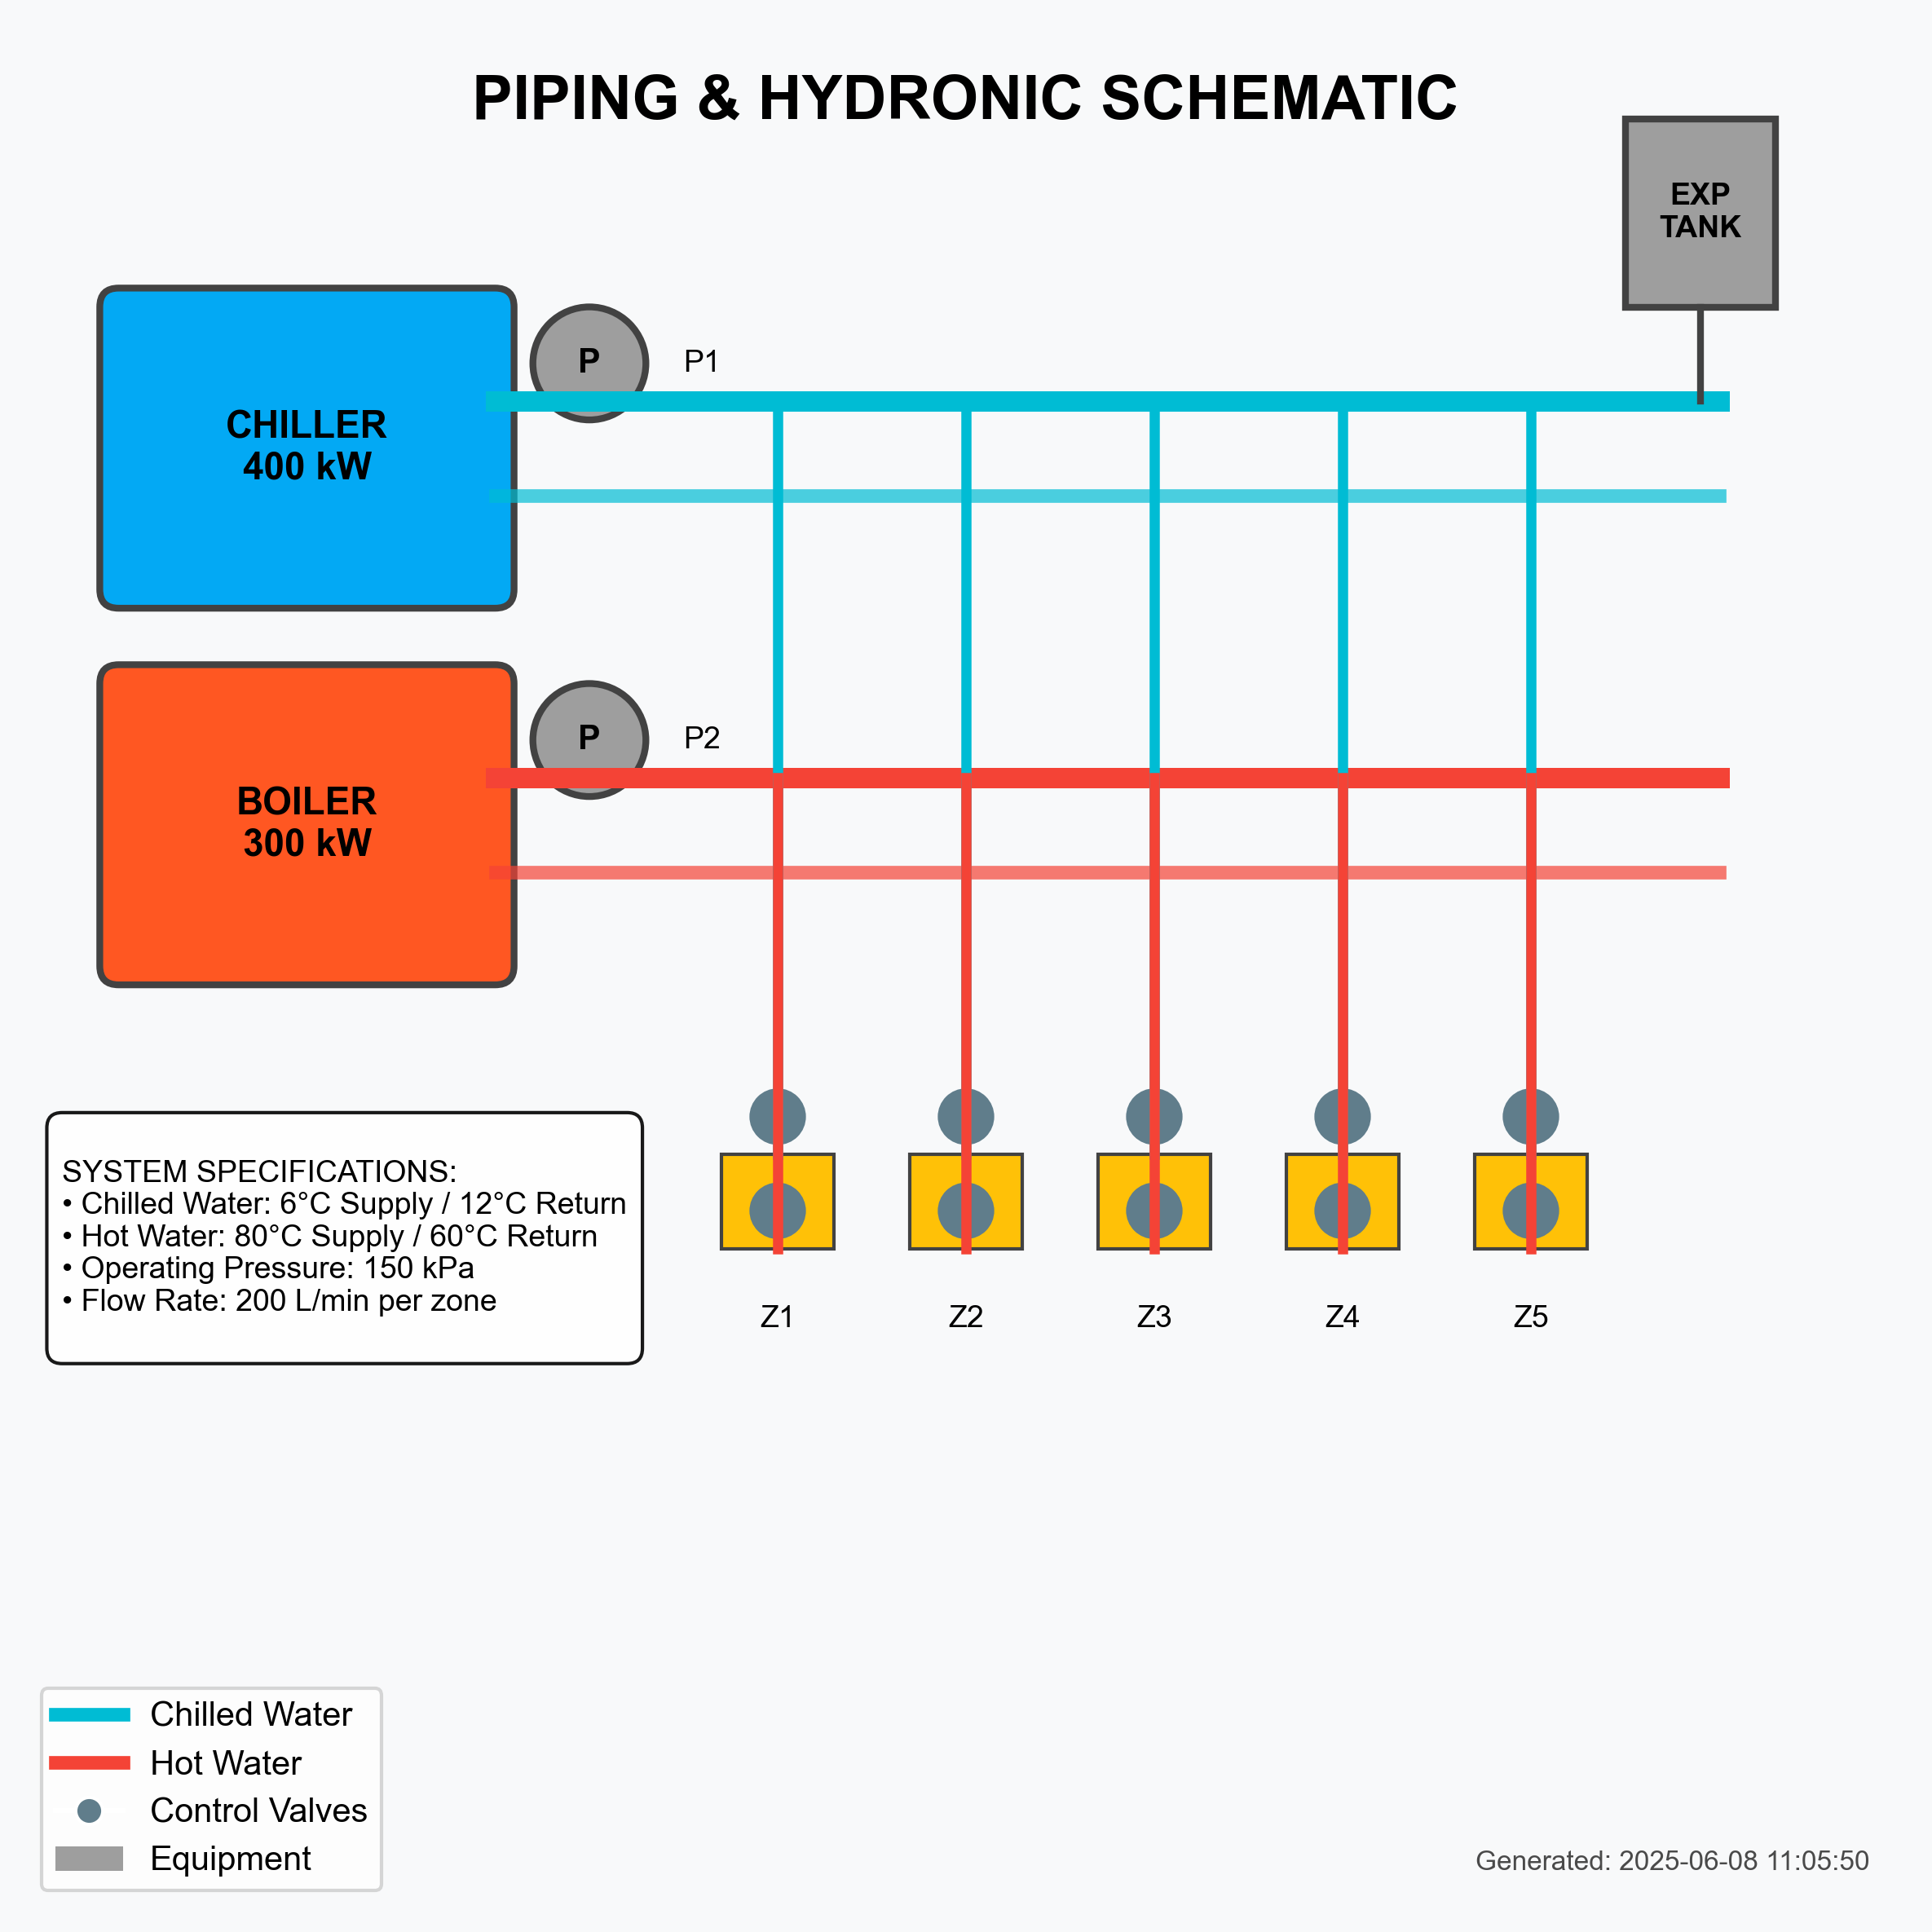 PIPING & HYDRONIC SCHEMATIC
EXP
TANK
P
P1
CHILLER
400 kW
P
P2
BOILER
300 kW
SYSTEM SPECIFICATIONS:
• Chilled Water: 6°C Supply / 12°C Return
• Hot Water: 80°C Supply / 60°C Return
• Operating Pressure: 150 kPa
• Flow Rate: 200 L/min per zone
Z1
Z2
Z3
Z4
Z5
Chilled Water
Hot Water
Control Valves
Equipment
Generated: 2025-06-08 11:05:50